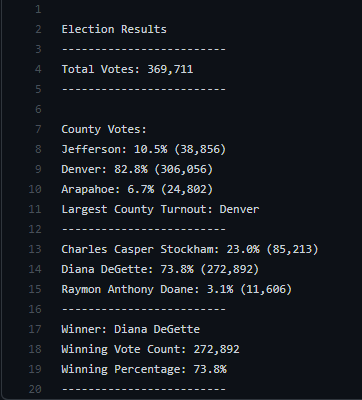 1
2 Election Results
3 -------------------------
4 Total Votes: 369,711
5 -------------------------
6
7 County Votes:
8 Jefferson: 10.5% (38,856)
9 Denver: 82.8% (306,056)
10 Arapahoe: 6.7% (24,802)
11 Largest County Turnout: Denver
12 -------------------------
13 Charles Casper Stockham: 23.0% (85,213)
14 Diana DeGette: 73.8% (272,892)
15 Raymon Anthony Doane: 3.1% (11,606)
16 -------------------------
17 Winner: Diana DeGette
18 Winning Vote Count: 272,892
19 Winning Percentage: 73.8%
20 -------------------------